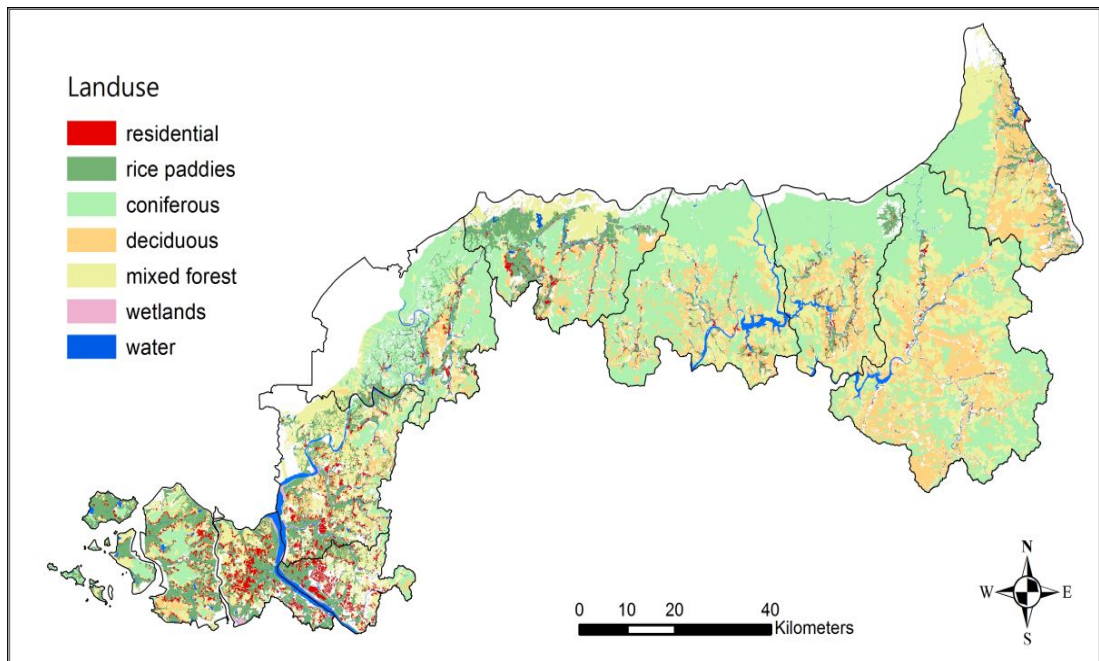 Landuse
residential
rice paddies
coniferous
deciduous
mixed forest
wetlands
water
0 10 20 40
Kilometers
N
W E
S